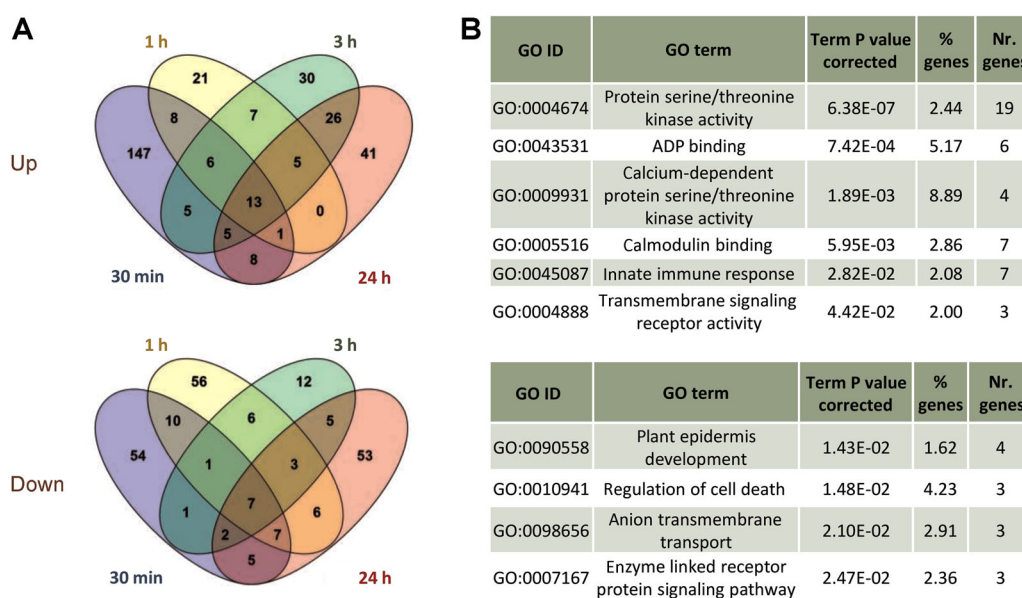 A
1 h
3 h
21
30
8
7
26
147
6
5
41
Up
5
13
0
5
1
8
30 min
24 h
1 h
3 h
56
12
10
6
5
54
1
3
53
Down
1
7
6
2
7
5
30 min
24 h
B
GO ID
GO term
Term P value
corrected
%
genes
Nr.
genes
GO:0004674
Protein serine/threonine
kinase activity
6.38E-07
2.44
19
GO:0043531
ADP binding
7.42E-04
5.17
6
GO:0009931
Calcium-dependent
protein serine/threonine
kinase activity
1.89E-03
8.89
4
GO:0005516
Calmodulin binding
5.95E-03
2.86
7
GO:0045087
Innate immune response
2.82E-02
2.08
7
GO:0004888
Transmembrane signaling
receptor activity
4.42E-02
2.00
3
GO ID
GO term
Term P value
corrected
%
genes
Nr.
genes
GO:0090558
Plant epidermis
development
1.43E-02
1.62
4
GO:0010941
Regulation of cell death
1.48E-02
4.23
3
GO:0098656
Anion transmembrane
transport
2.10E-02
2.91
3
GO:0007167
Enzyme linked receptor
protein signaling pathway
2.47E-02
2.36
3